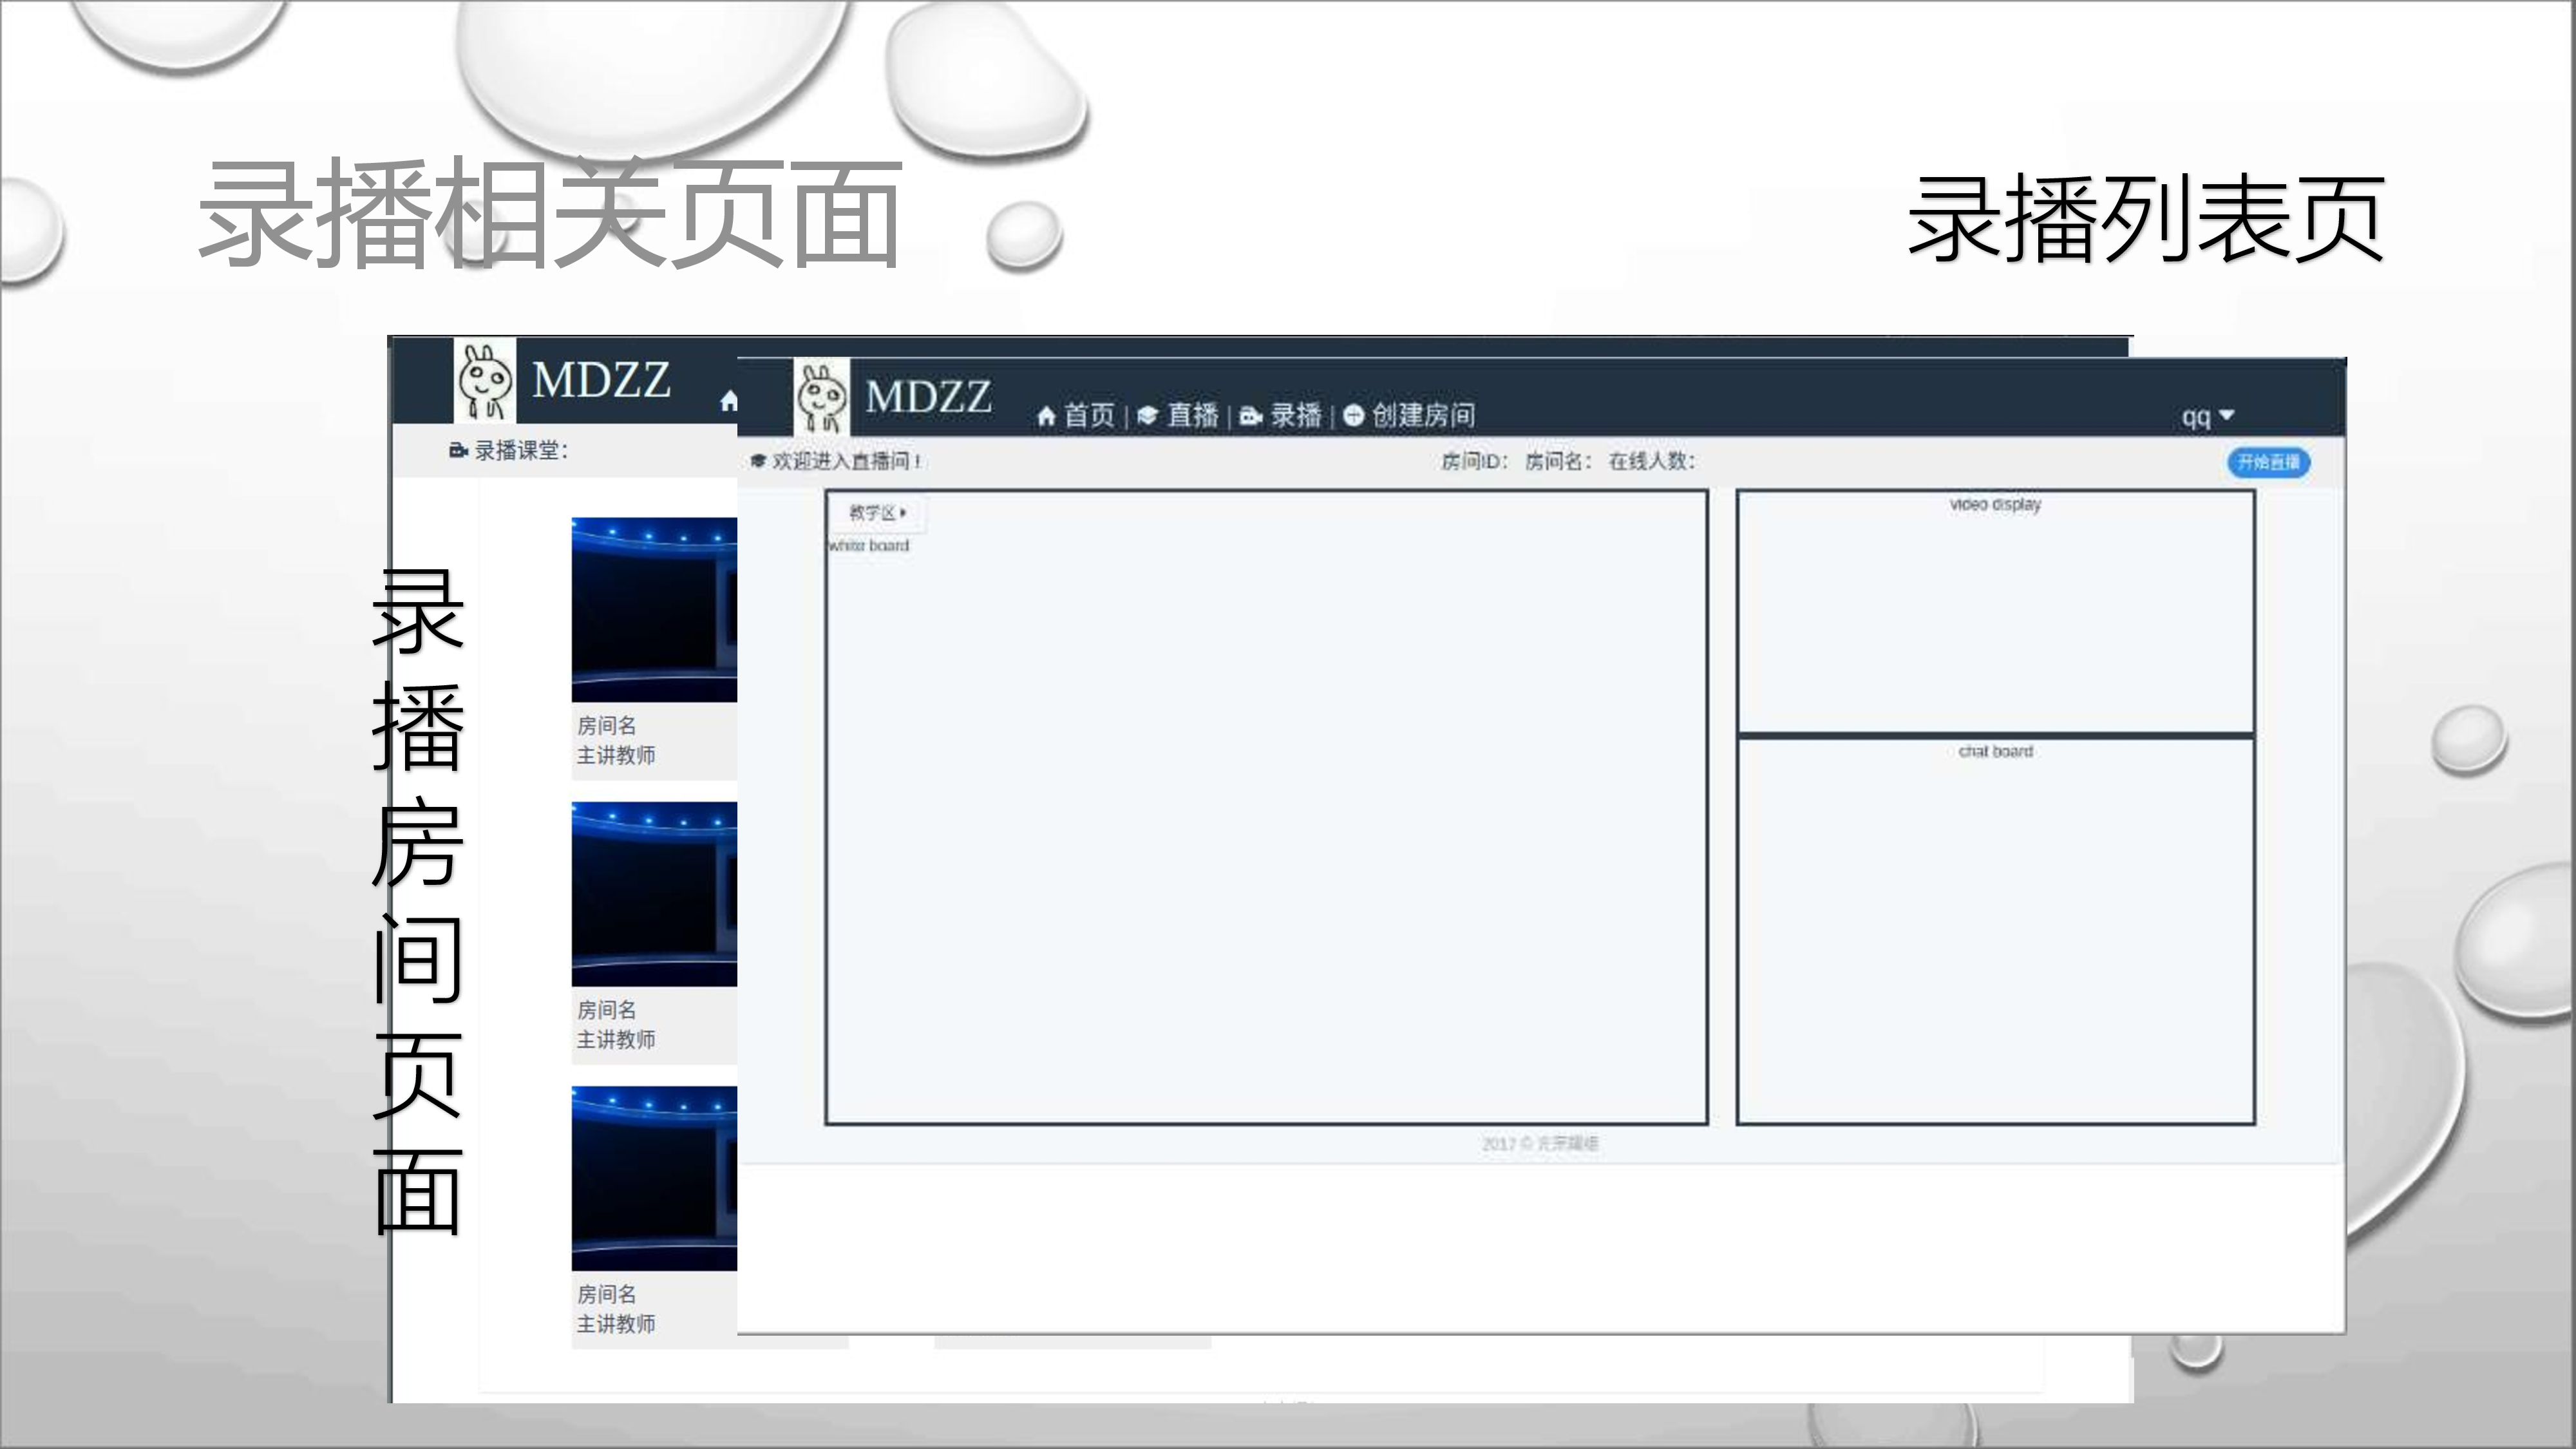 录播相关页面
录播列表页
录播房间页面
MDZZ
录播课堂：
房间名
主讲教师
房间名
主讲教师
房间名
主讲教师
MDZZ
首页 | 直播 | 录播 | 创建房间
qq
欢迎进入直播间！
房间ID： 房间名： 在线人数：
开始直播
教学区
white board
video display
chat board
2017 ©